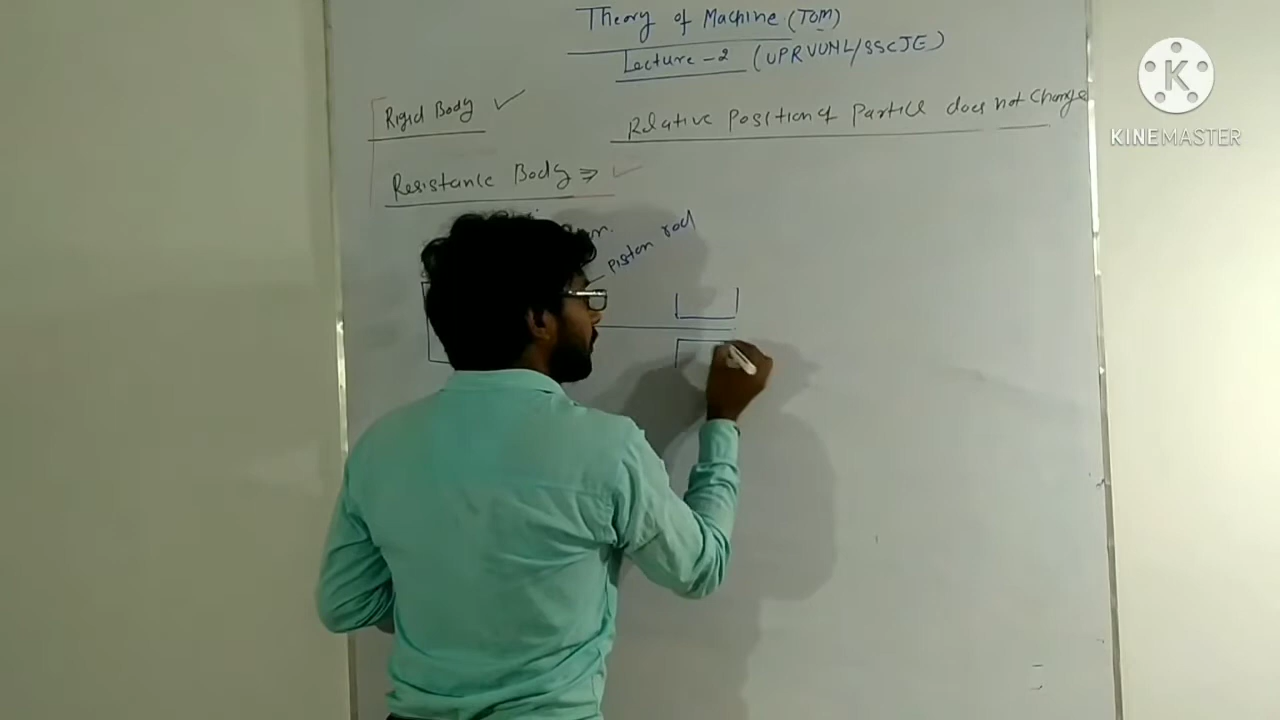 Theory of Machine (TOM)
Lecture-2 (UPRVUNL/SSCJE)
Rigid Body ✓
Relative Position of Particle does not change
Resistance Body ⇒ ✓
Piston rod
K
KINEMASTER